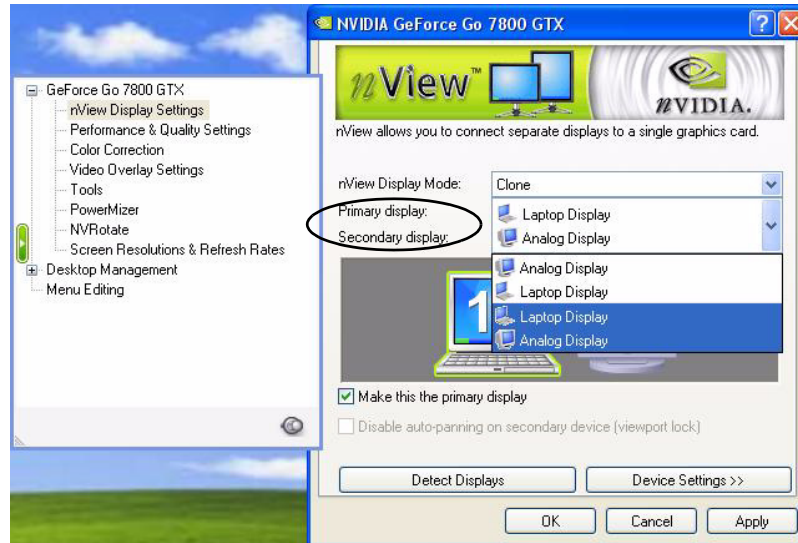 NVIDIA GeForce Go 7800 GTX
GeForce Go 7800 GTX
nView Display Settings
Performance & Quality Settings
Color Correction
Video Overlay Settings
Tools
PowerMizer
NVRotate
Screen Resolutions & Refresh Rates
Desktop Management
Menu Editing
nView™
NVIDIA.
nView allows you to connect separate displays to a single graphics card.
nView Display Mode: Clone
Primary display: Laptop Display
Secondary display: Analog Display
Analog Display
Laptop Display
Laptop Display
Analog Display
1
Make this the primary display
Disable auto-panning on secondary device (viewport lock)
Detect Displays Device Settings >>
OK Cancel Apply